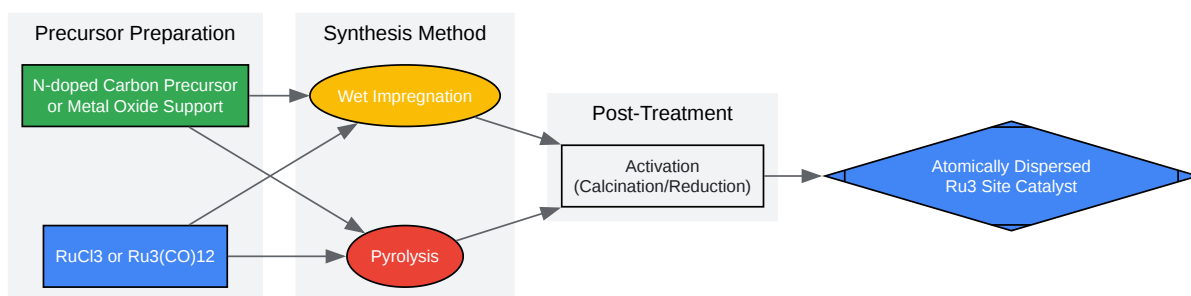 Precursor Preparation
N-doped Carbon Precursor
or Metal Oxide Support
RuCl3 or Ru3(CO)12
Synthesis Method
Wet Impregnation
Pyrolysis
Post-Treatment
Activation
(Calcination/Reduction)
Atomically Dispersed
Ru3 Site Catalyst